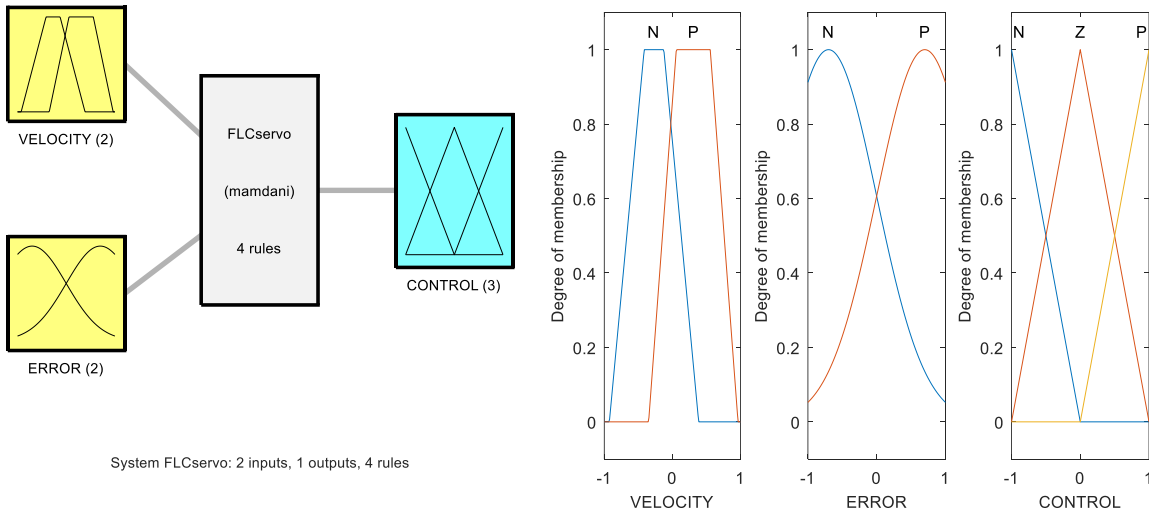 VELOCITY (2)
FLCservo
(mamdani)
4 rules
ERROR (2)
CONTROL (3)
System FLCservo: 2 inputs, 1 outputs, 4 rules
N P
1
0.8
0.6
0.4
0.2
0
Degree of membership
-1 0 1
VELOCITY
N P
1
0.8
0.6
0.4
0.2
0
Degree of membership
-1 0 1
ERROR
N Z P
1
0.8
0.6
0.4
0.2
0
Degree of membership
-1 0 1
CONTROL